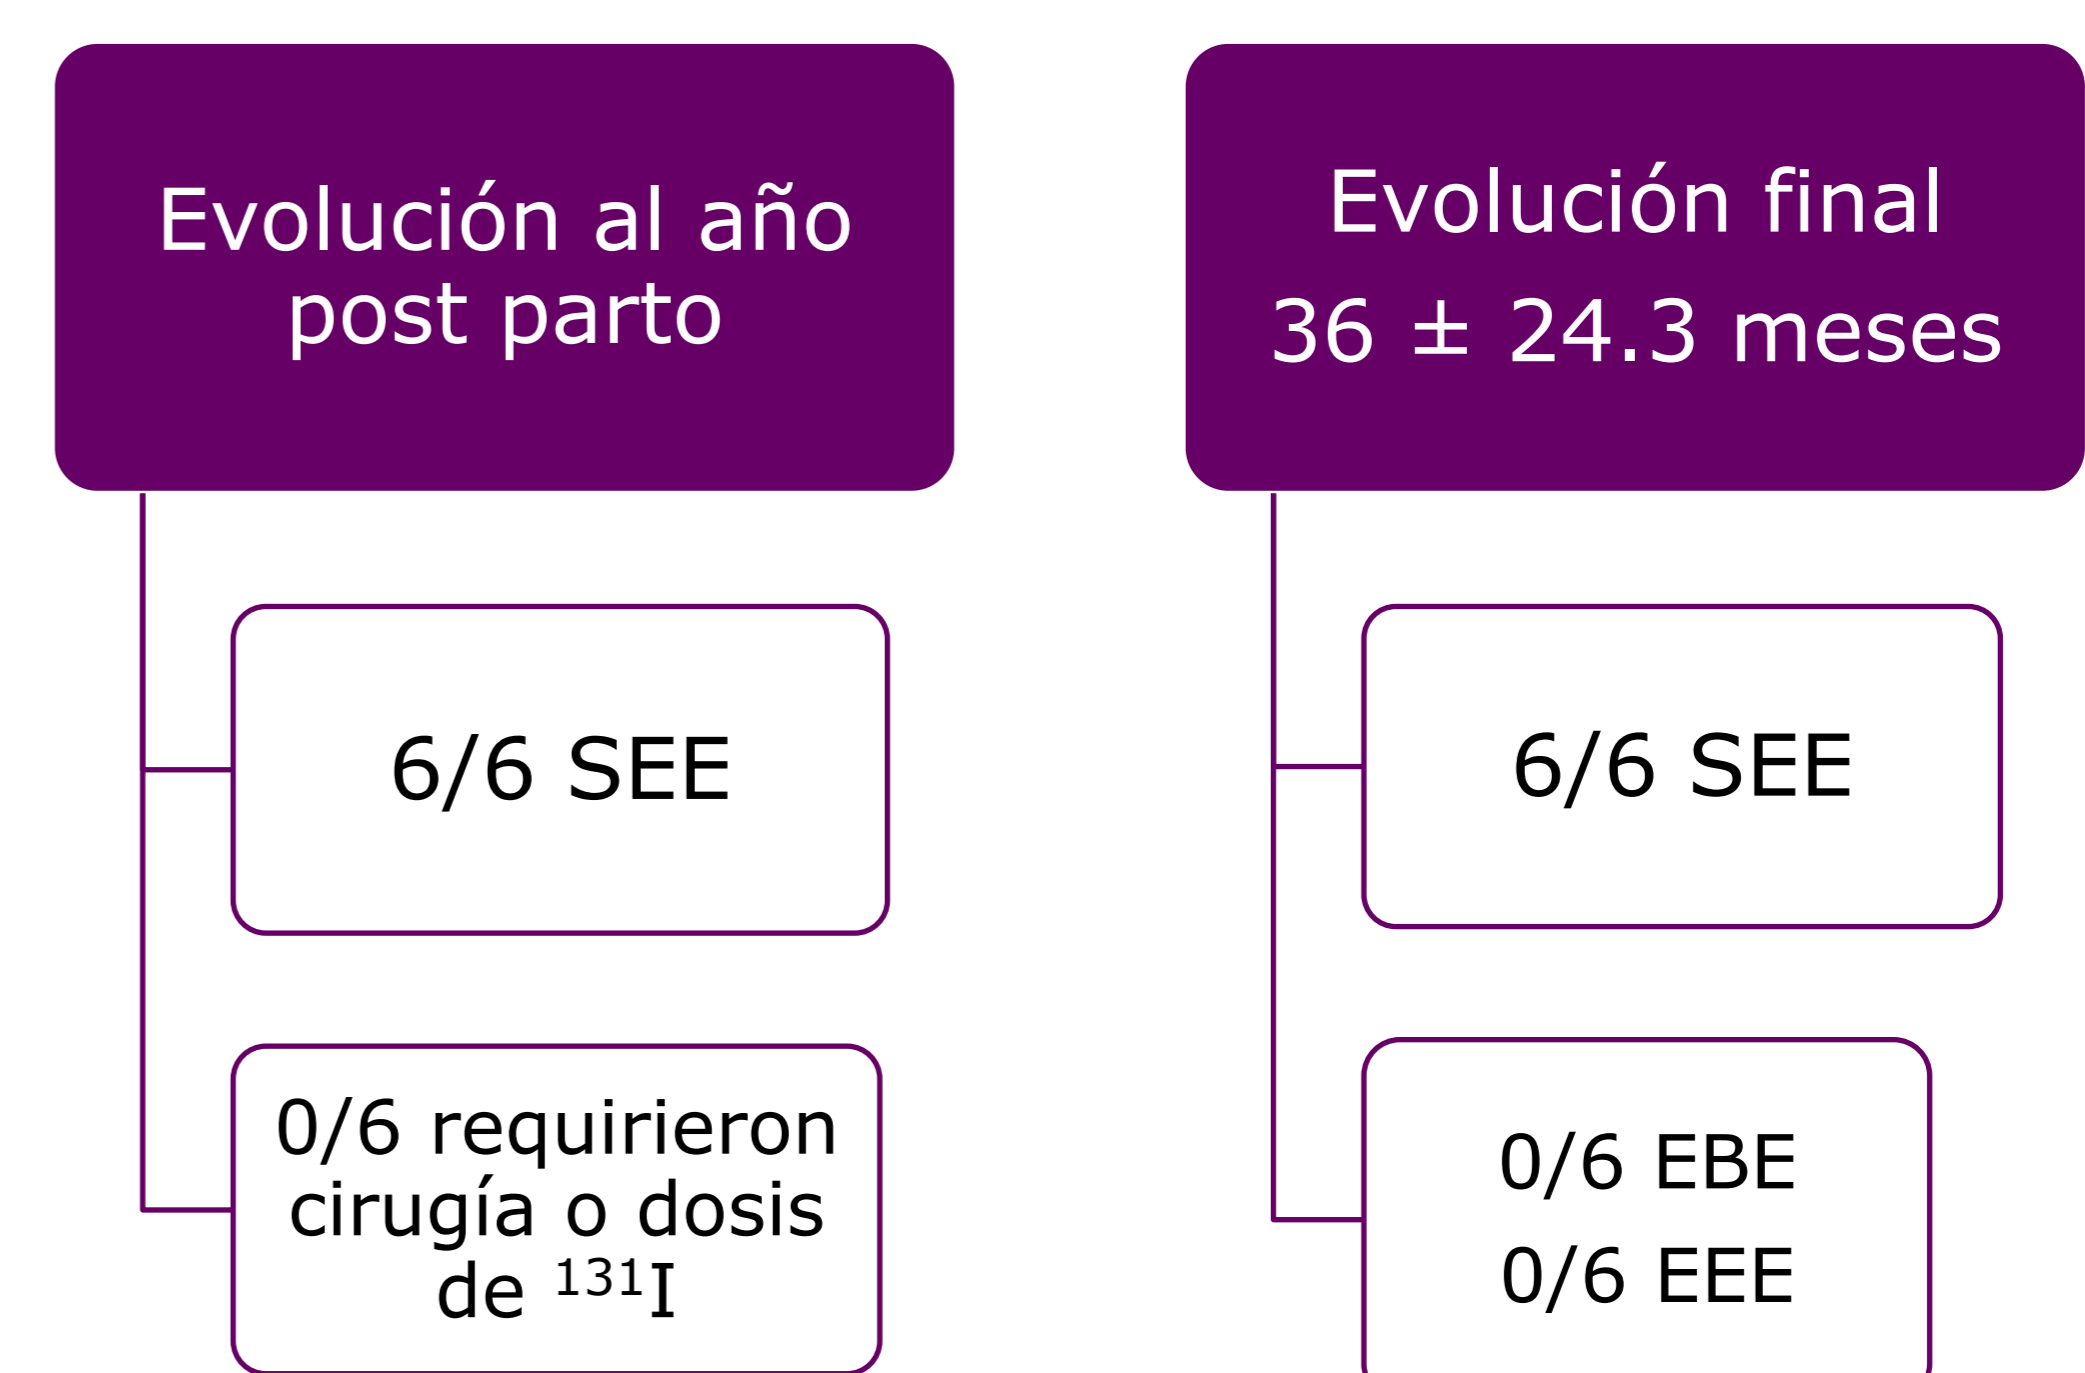 Evolución al año
post parto
6/6 SEE
0/6 requirieron
cirugía o dosis
de ¹³¹I
Evolución final
36 ± 24.3 meses
6/6 SEE
0/6 EBE
0/6 EEE